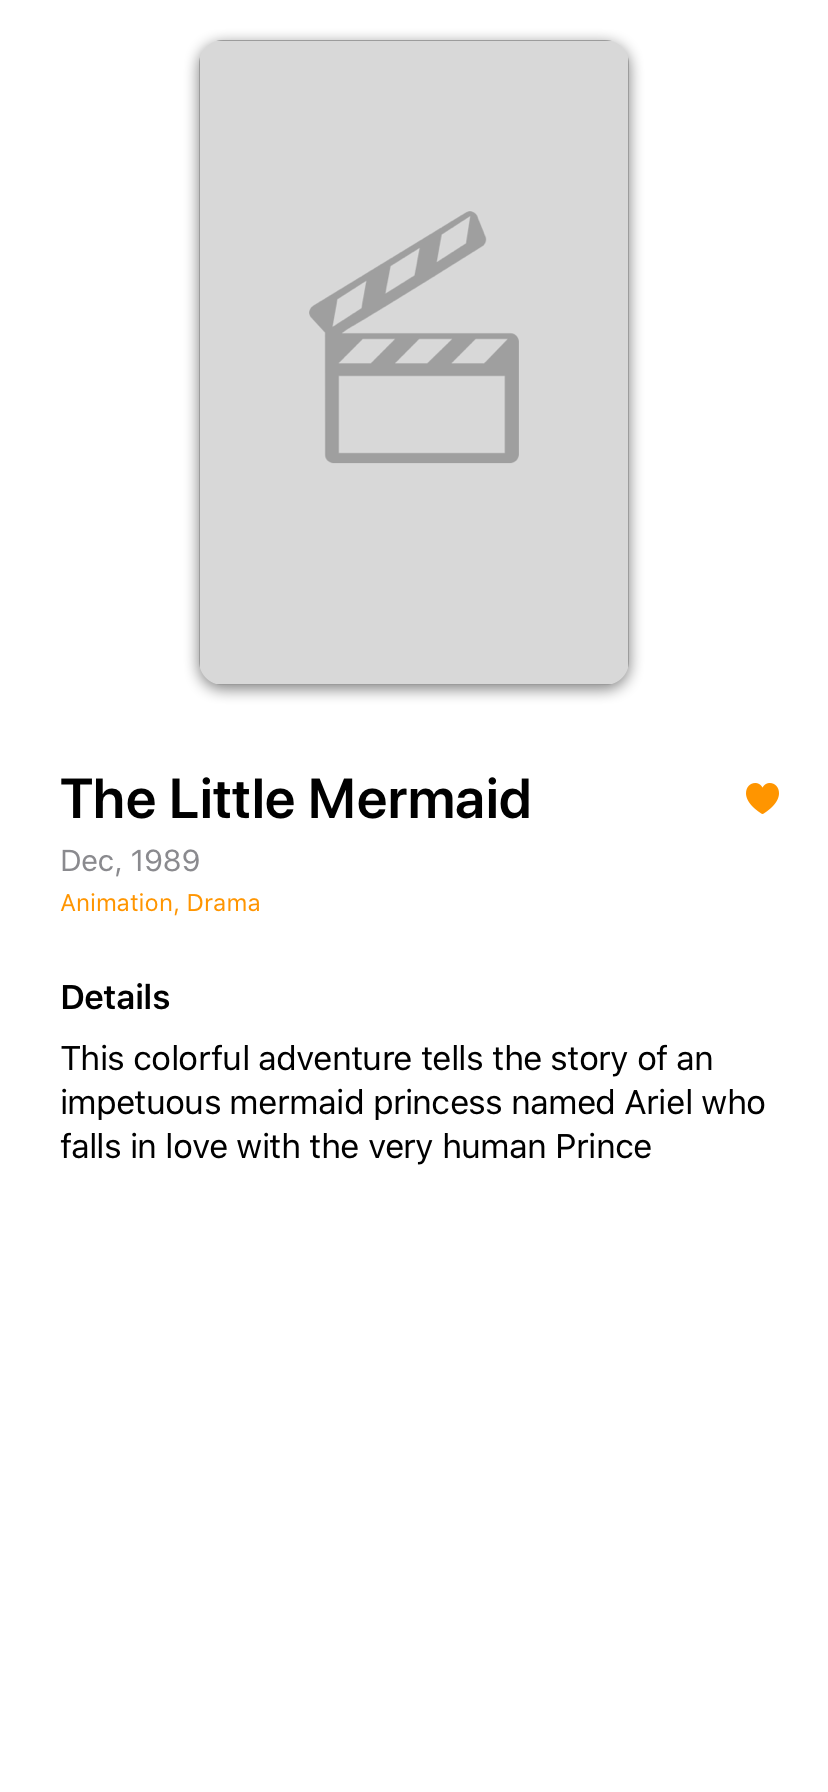 The Little Mermaid
Dec, 1989
Animation, Drama
Details
This colorful adventure tells the story of an
impetuous mermaid princess named Ariel who
falls in love with the very human Prince